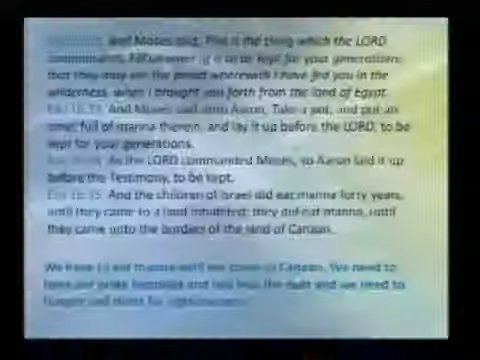 And Moses said, This is the thing which the LORD
commandeth, Fill an omer of it to be kept for your generations;
that they may see the bread wherewith I have fed you in the
wilderness, when I brought you forth from the land of Egypt.
And Moses said unto Aaron, Take a pot, and put an
omer full of manna therein, and lay it up before the LORD, to be
kept for your generations.
As the LORD commanded Moses, so Aaron laid it up
before the Testimony, to be kept.
Exo 16:35 And the children of Israel did eat manna forty years,
until they came to a land inhabited; they did eat manna, until
they came unto the borders of the land of Canaan.
We have to eat manna until we come to Canaan. We need to
have our pride humbled and laid into the dust and we need to
hunger and thirst for righteousness.